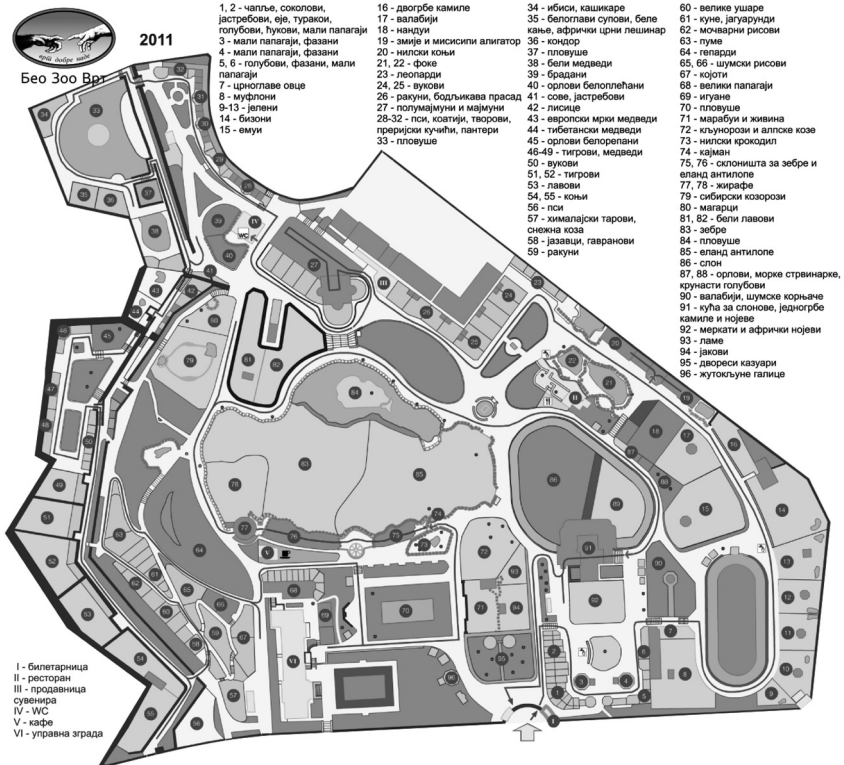 врт добре наде
2011
Бео Зоо Врт
1, 2 - чапље, соколови,
јастребови, еје, туракои,
голубови, ћукови, мали папагаји
3 - мали папагаји, фазани
4 - мали папагаји, фазани
5, 6 - голубови, фазани, мали
папагаји
7 - црноглаве овце
8 - муфлони
9-13 - јелени
14 - бизони
15 - емуи
16 - двогрбе камиле
17 - валабији
18 - нандуи
19 - змије и мисисипи алигатор
20 - нилски коњи
21, 22 - фоке
23 - леопарди
24, 25 - вукови
26 - ракуни, бодљикава прасад
27 - полумајмуни и мајмуни
28-32 - пси, коатији, творови,
преријски кучићи, пантери
33 - пловуше
34 - ибиси, кашикаре
35 - белоглави супови, беле
кање, афрички црни лешинар
36 - кондор
37 - пловуше
38 - бели медведи
39 - брадани
40 - орлови белоплећани
41 - сове, јастребови
42 - лисице
43 - европски мрки медведи
44 - тибетански медведи
45 - орлови белорепани
46-49 - тигрови, медведи
50 - вукови
51, 52 - тигрови
53 - лавови
54, 55 - коњи
56 - пси
57 - хималајски тарови,
снежна коза
58 - јазавци, гавранови
59 - ракуни
60 - велике ушаре
61 - куне, јагуарунди
62 - мочварни рисови
63 - пуме
64 - гепарди
65, 66 - шумски рисови
67 - којоти
68 - велики папагаји
69 - игуане
70 - пловуше
71 - марабуи и живина
72 - кљунорози и алпске козе
73 - нилски крокодил
74 - кајман
75, 76 - склоништа за зебре и
еланд антилопе
77, 78 - жирафе
79 - сибирски козорози
80 - магарци
81, 82 - бели лавови
83 - зебре
84 - пловуше
85 - еланд антилопе
86 - слон
87, 88 - орлови, морке стрвинарке,
крунасти голубови
90 - валабији, шумске корњаче
91 - кућа за слонове, једногрбе
камиле и нојеве
92 - меркати и афрички нојеви
93 - ламе
94 - јакови
95 - двореси казуари
96 - жутокљуне галице
I - билетарница
II - ресторан
III - продавница
сувенира
IV - WC
V - кафе
VI - управна зграда